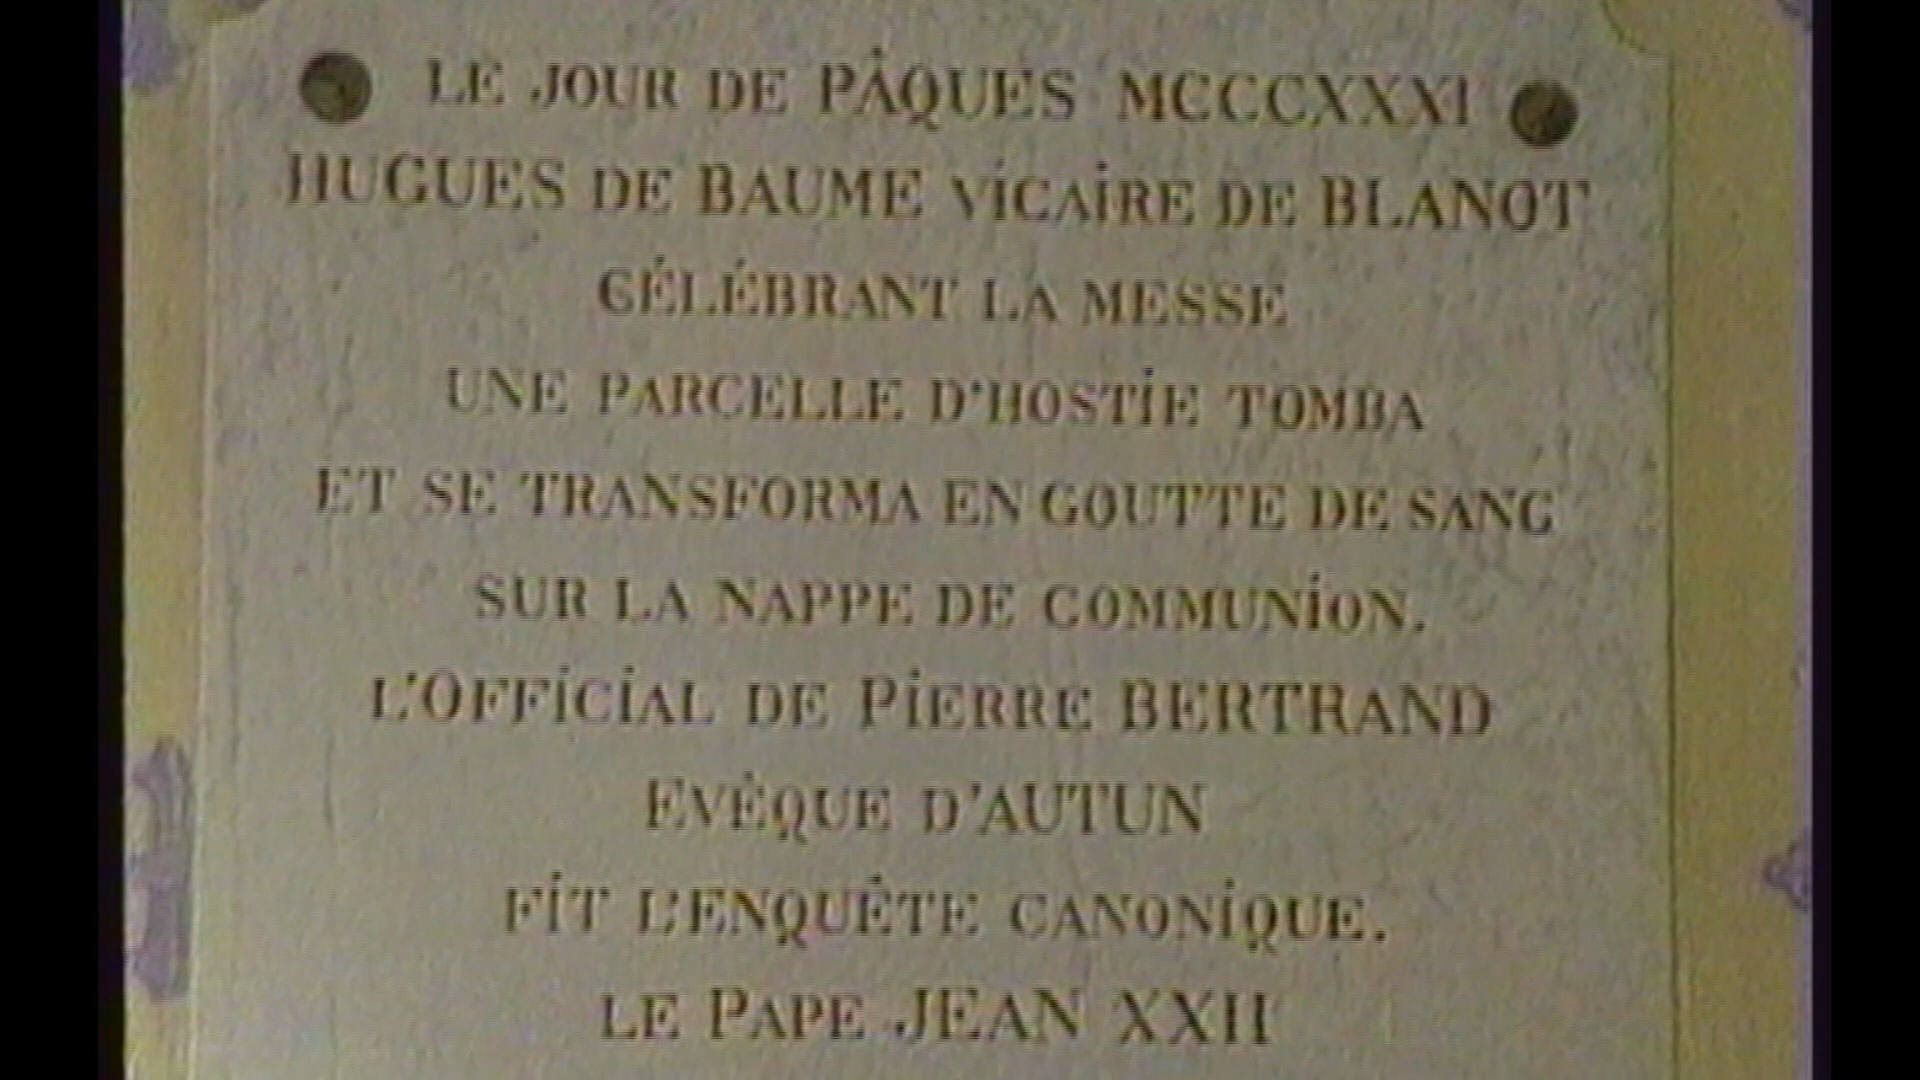 LE JOUR DE PÂQUES MCCCXXXI
HUGUES DE BAUME VICAIRE DE BLANOT
CÉLÉBRANT LA MESSE
UNE PARCELLE D'HOSTIE TOMBA
ET SE TRANSFORMA EN GOUTTE DE SANG
SUR LA NAPPE DE COMMUNION.
L'OFFICIAL DE PIERRE BERTRAND
EVÊQUE D'AUTUN
FIT L'ENQUÊTE CANONIQUE.
LE PAPE JEAN XXII